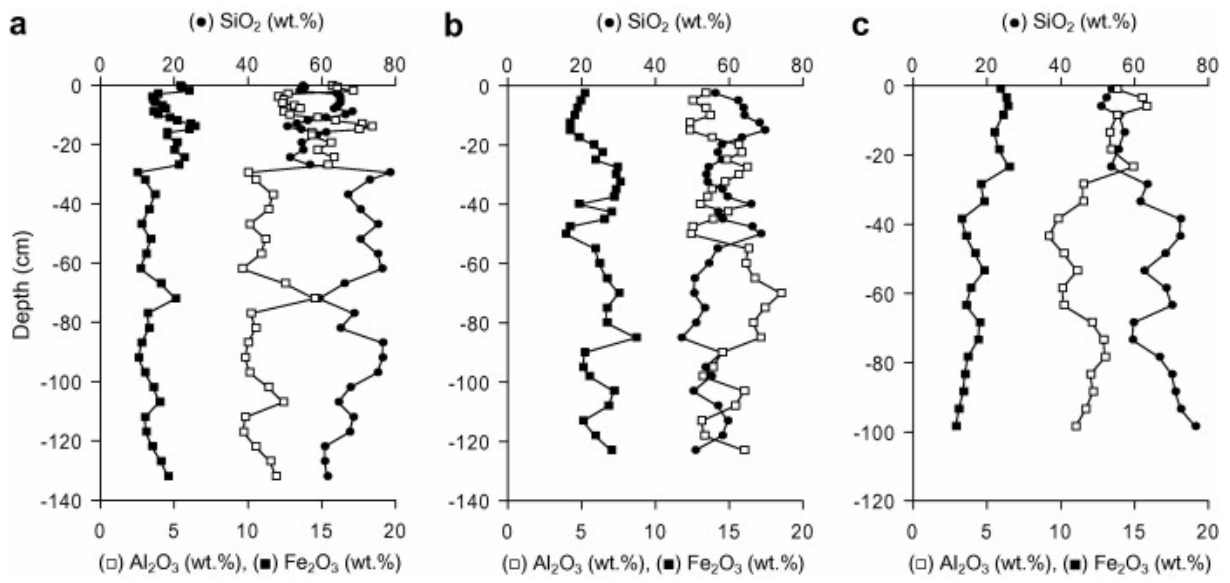 a (●) SiO₂ (wt.%) b (●) SiO₂ (wt.%) c (●) SiO₂ (wt.%)
0 20 40 60 80 0 20 40 60 80 0 20 40 60 80
0 0 0
-20 -20 -20
-40 -40 -40
-60 -60 -60
-80 -80 -80
-100 -100 -100
-120 -120 -120
-140 -140
Depth (cm)
0 5 10 15 20 0 5 10 15 20 0 5 10 15 20
(□) Al₂O₃ (wt.%), (■) Fe₂O₃ (wt.%) (□) Al₂O₃ (wt.%), (■) Fe₂O₃ (wt.%) (□) Al₂O₃ (wt.%), (■) Fe₂O₃ (wt.%)